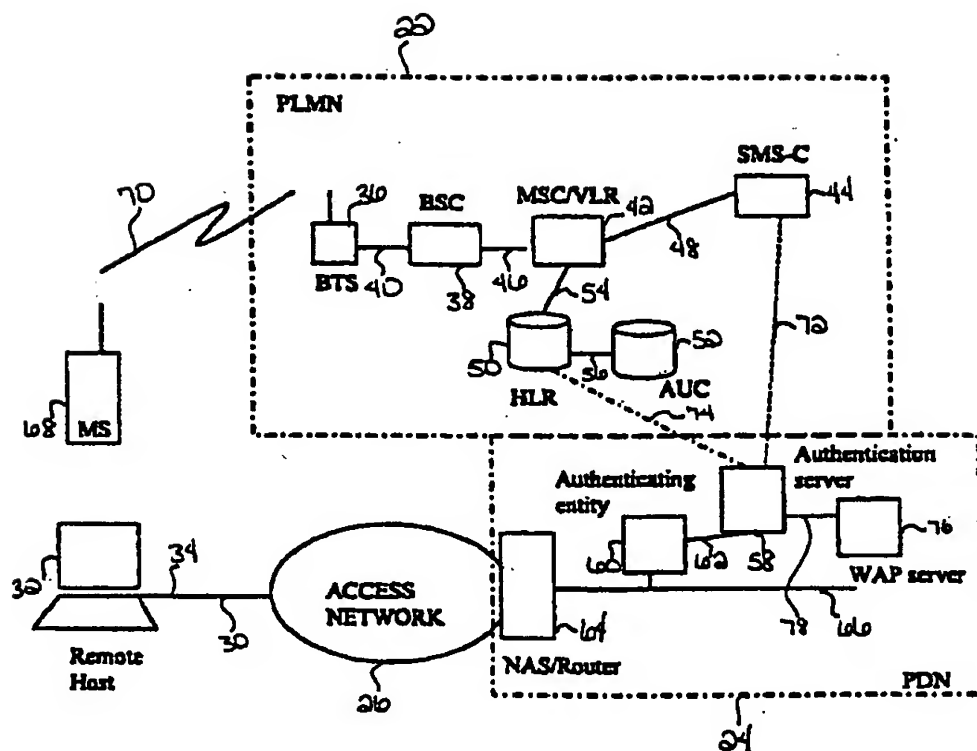 22
PLMN
SMS-C
70
36
BSC
MSC/VLR
42
44
48
BTS
40
46
38
54
72
50
52
56
HLR
AUC
74
68
MS
Authentication
server
Authenticating
entity
60
62
58
76
WAP server
32
34
ACCESS
NETWORK
30
78
66
64
Remote
Host
NAS/Router
26
PDN
24